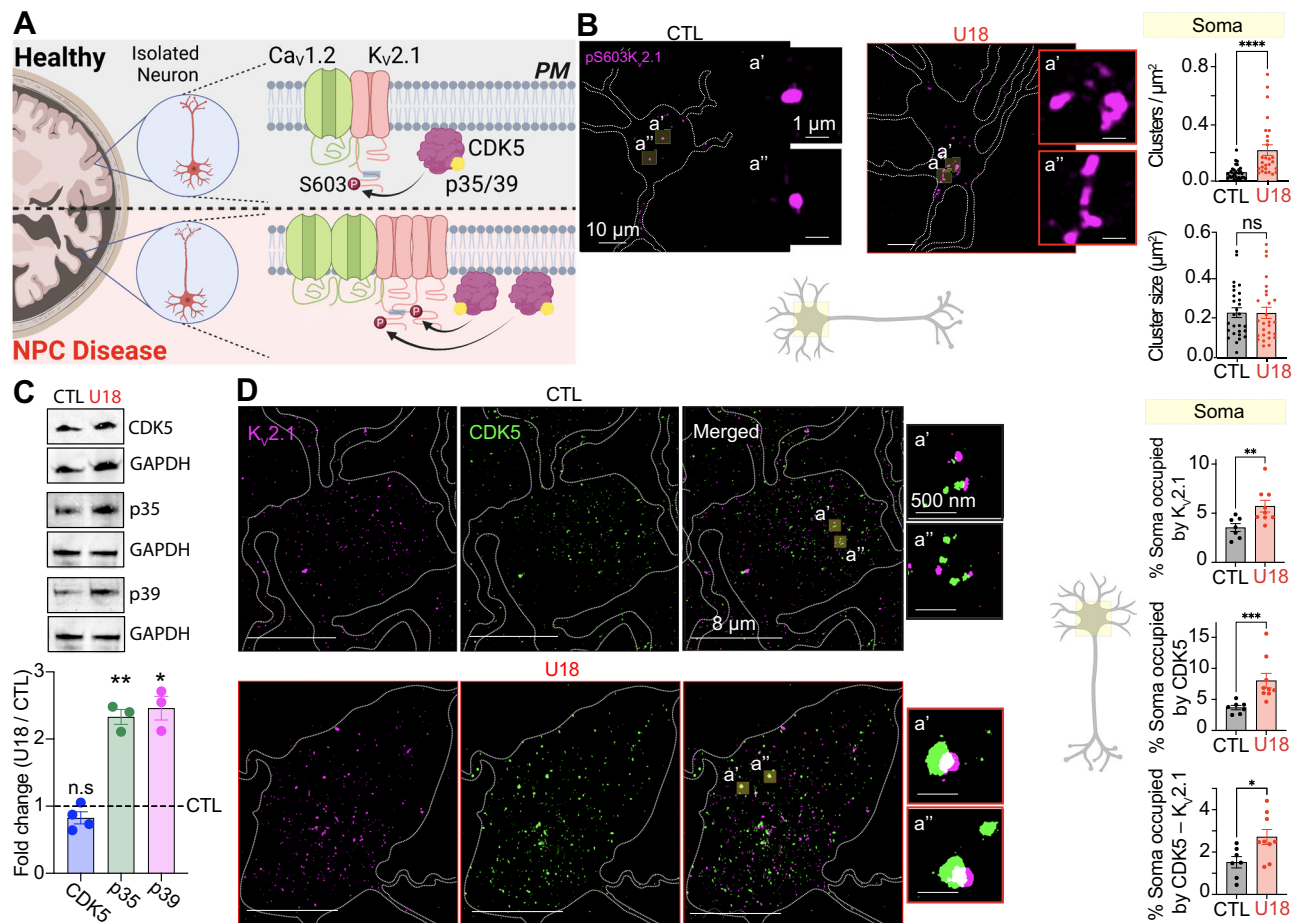 A
Healthy
Isolated
Neuron
CaV1.2
KV2.1
PM
CDK5
S603
P
p35/39
P
P
NPC Disease
B
CTL
pS603KV2.1
a'
a''
10 µm
a'
1 µm
a''
U18
a'
a''
a'
a''
Soma
****
Clusters / µm²
0.8
0.4
0.0
CTL
U18
ns
Cluster size (µm²)
0.6
0.4
0.2
0.0
CTL
U18
C
CTL U18
CDK5
GAPDH
p35
GAPDH
p39
GAPDH
Fold change (U18 / CTL)
3
2
1
0
n.s
**
*
CTL
CDK5
p35
p39
D
CTL
KV2.1
CDK5
Merged
a'
a''
8 µm
a'
500 nm
a''
U18
a'
a''
a'
a''
Soma
**
% Soma occupied
by KV2.1
10
5
0
CTL
U18
***
% Soma occupied
by CDK5
20
15
10
5
0
CTL
U18
*
% Soma occupied
by CDK5 – KV2.1
5
4
3
2
1
0
CTL
U18